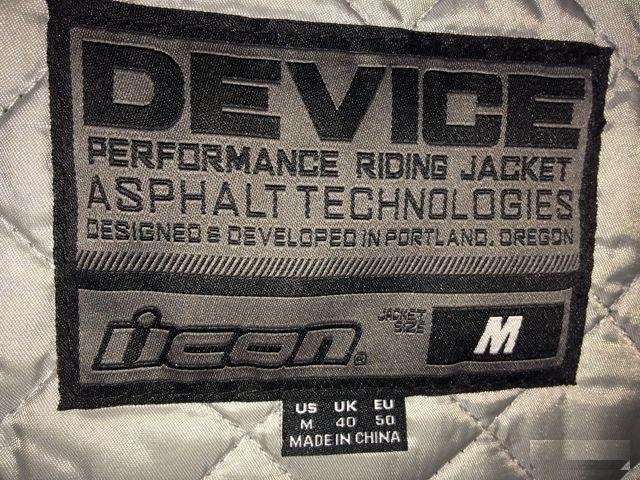 DEVICE
PERFORMANCE RIDING JACKET
ASPHALT TECHNOLOGIES
DESIGNED & DEVELOPED IN PORTLAND, OREGON
icon®
JACKET
SIZE
M
US UK EU
M 40 50
MADE IN CHINA